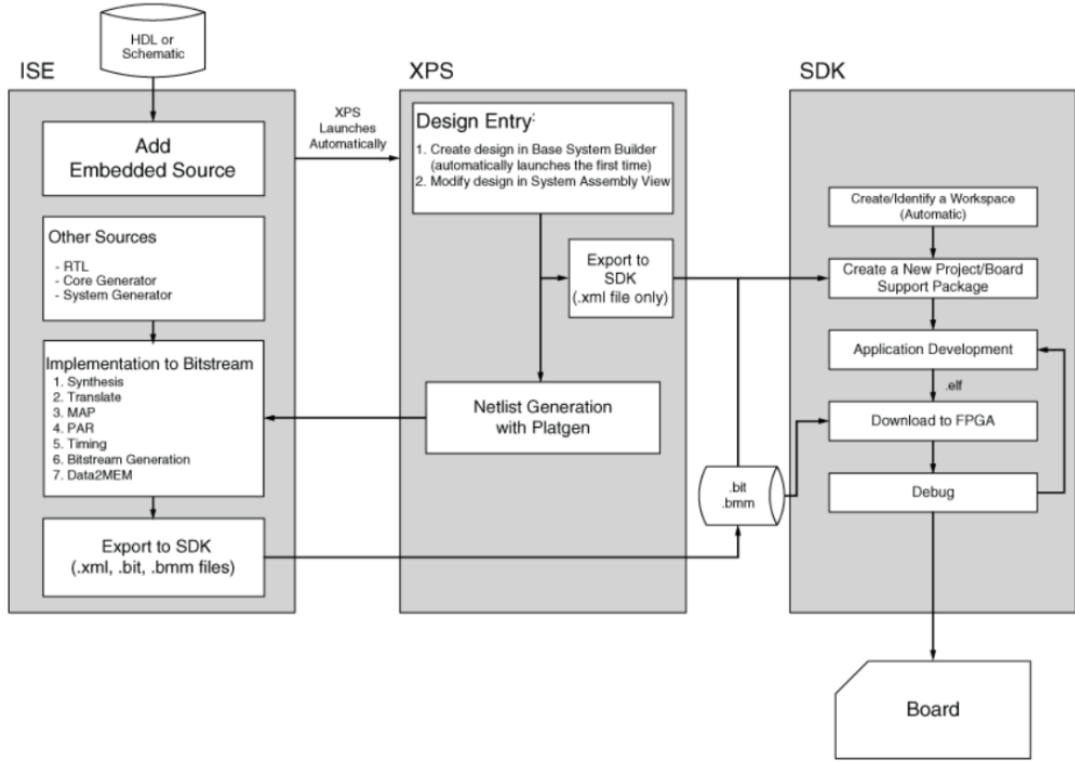 HDL or
Schematic
ISE
Add
Embedded Source
Other Sources
- RTL
- Core Generator
- System Generator
Implementation to Bitstream
1. Synthesis
2. Translate
3. MAP
4. PAR
5. Timing
6. Bitstream Generation
7. Data2MEM
Export to SDK
(.xml, .bit, .bmm files)
XPS
Launches
Automatically
XPS
Design Entry:
1. Create design in Base System Builder
(automatically launches the first time)
2. Modify design in System Assembly View
Export to
SDK
(.xml file only)
Netlist Generation
with Platgen
.bit
.bmm
SDK
Create/Identify a Workspace
(Automatic)
Create a New Project/Board
Support Package
Application Development
.elf
Download to FPGA
Debug
Board